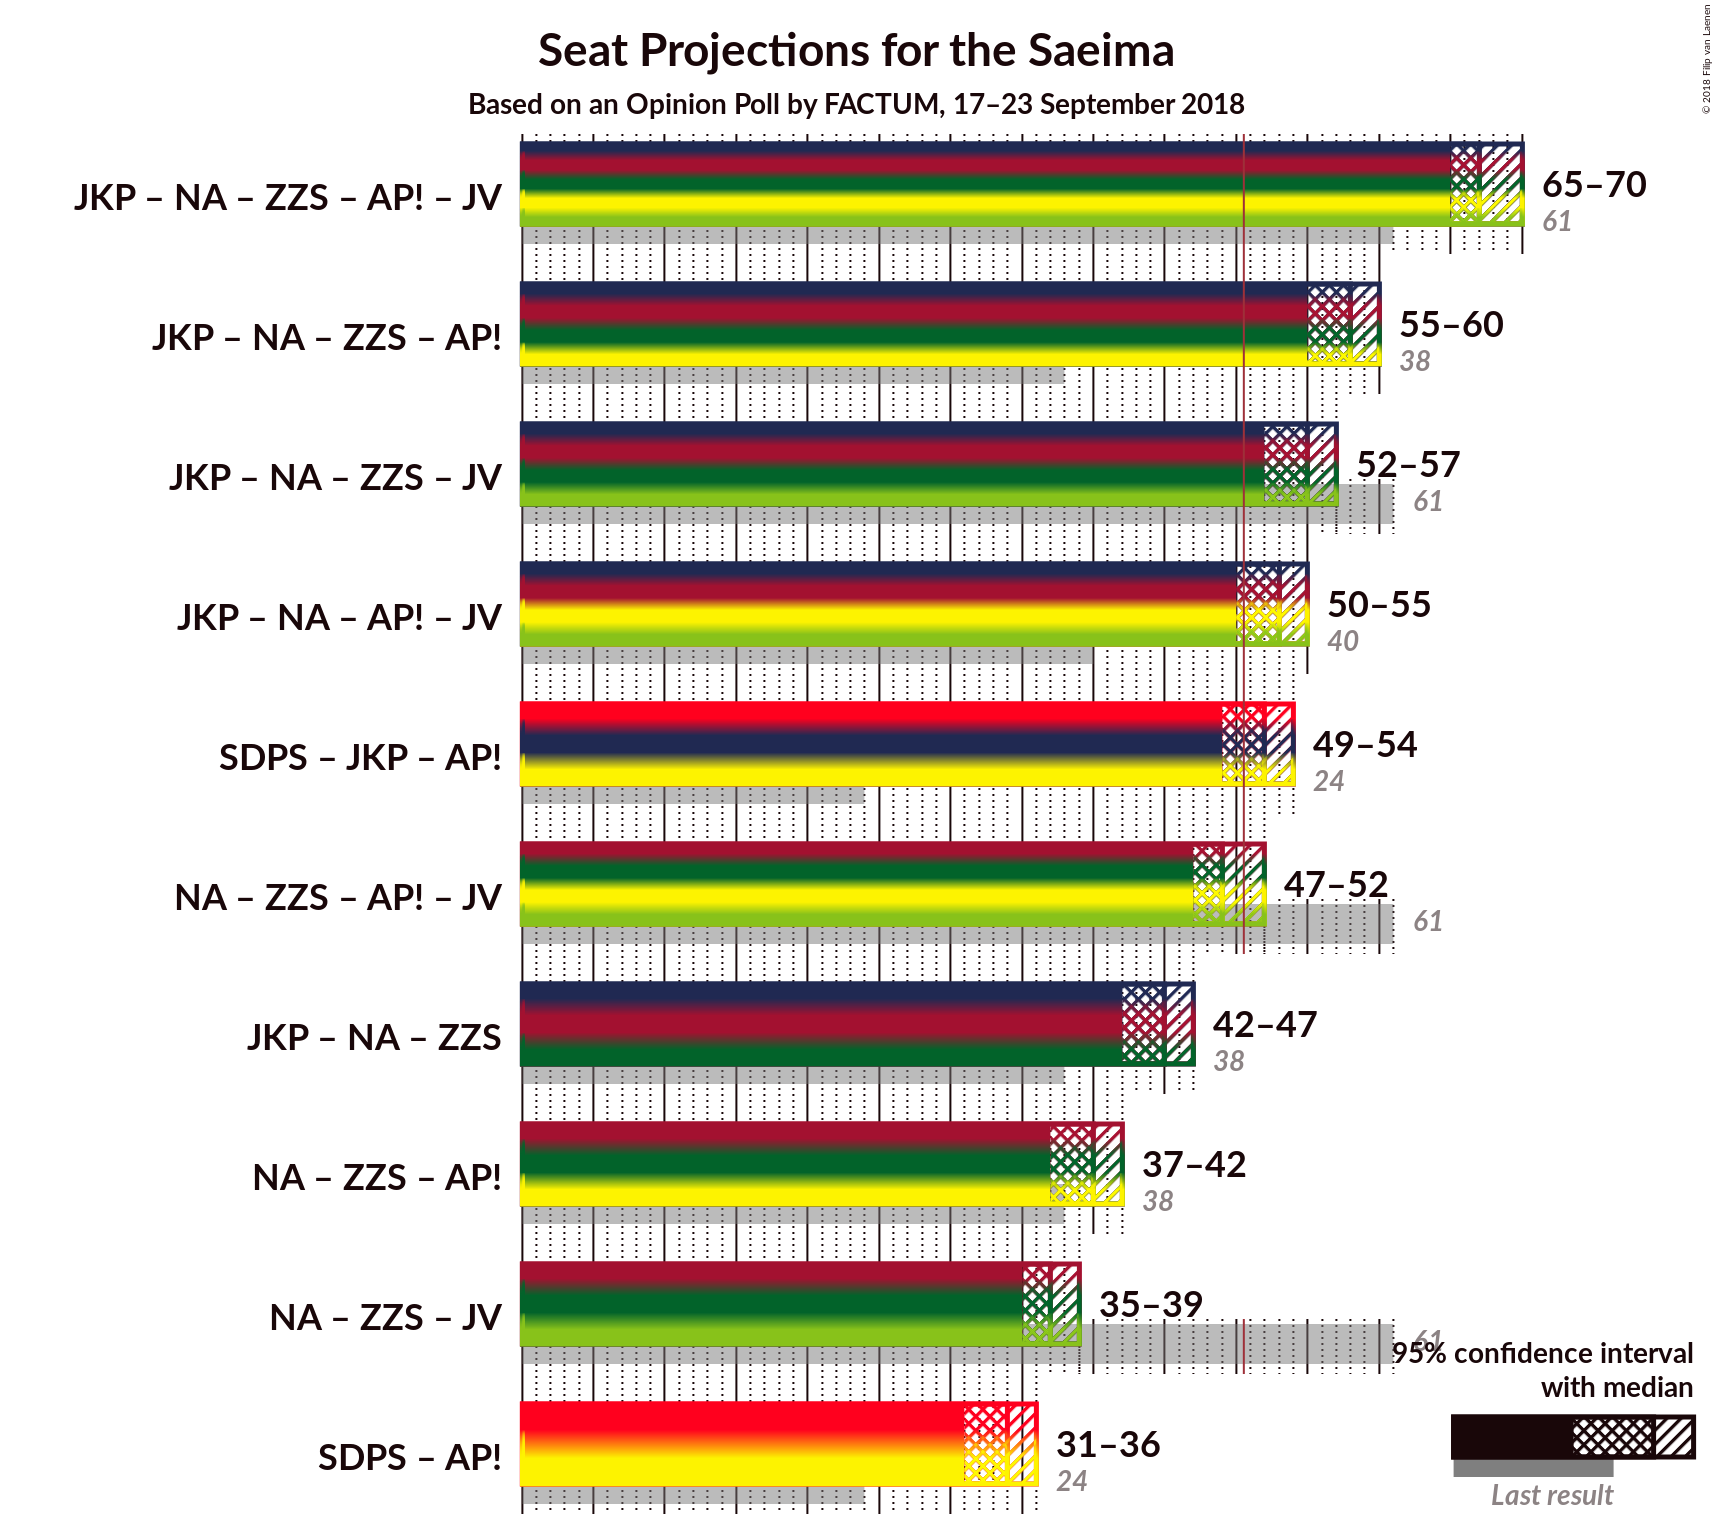 Seat Projections for the Saeima
Based on an Opinion Poll by FACTUM, 17–23 September 2018
© 2018 Filip van Laenen
JKP – NA – ZZS – AP! – JV
65–70
61
JKP – NA – ZZS – AP!
55–60
38
JKP – NA – ZZS – JV
52–57
61
JKP – NA – AP! – JV
50–55
40
SDPS – JKP – AP!
49–54
24
NA – ZZS – AP! – JV
47–52
61
JKP – NA – ZZS
42–47
38
NA – ZZS – AP!
37–42
38
NA – ZZS – JV
35–39
61
SDPS – AP!
31–36
24
95% confidence interval
with median
Last result